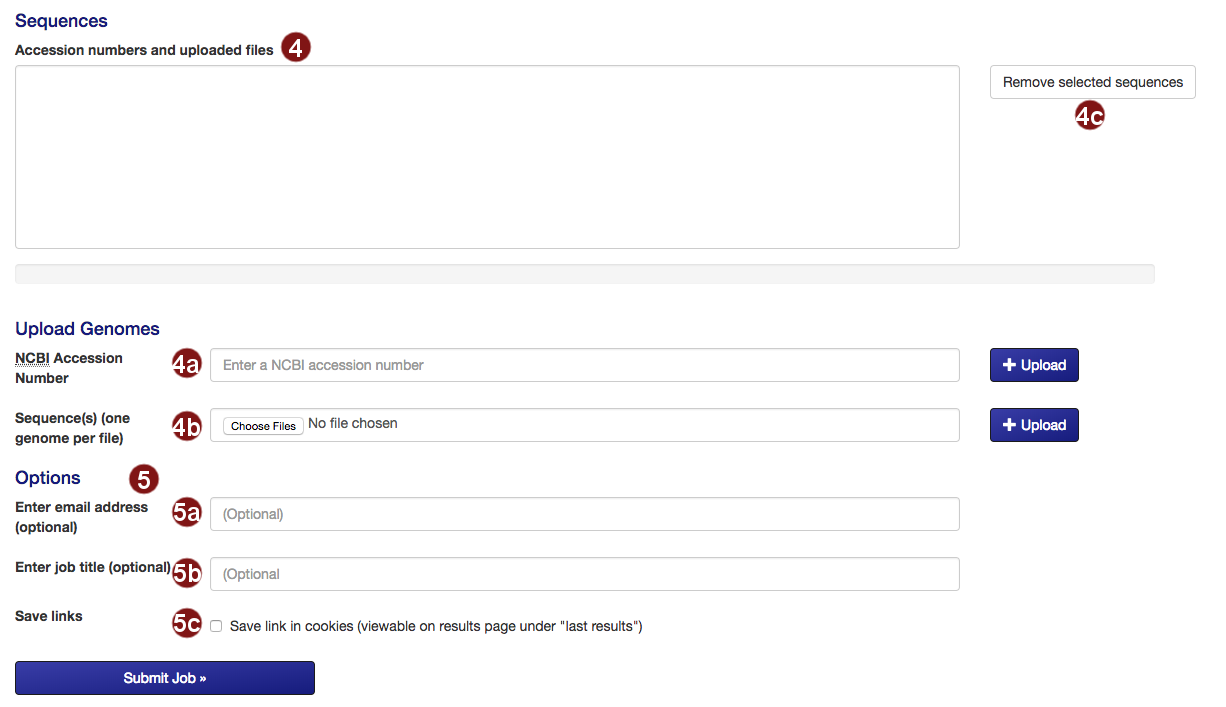 Sequences
Accession numbers and uploaded files 4
Remove selected sequences
4c
Upload Genomes
NCBI Accession
Number
4a
Enter a NCBI accession number
+ Upload
Sequence(s) (one
genome per file)
4b
Choose Files No file chosen
+ Upload
Options 5
Enter email address
(optional)
5a
(Optional)
Enter job title (optional)
5b
(Optional
Save links
5c
Save link in cookies (viewable on results page under "last results")
Submit Job »